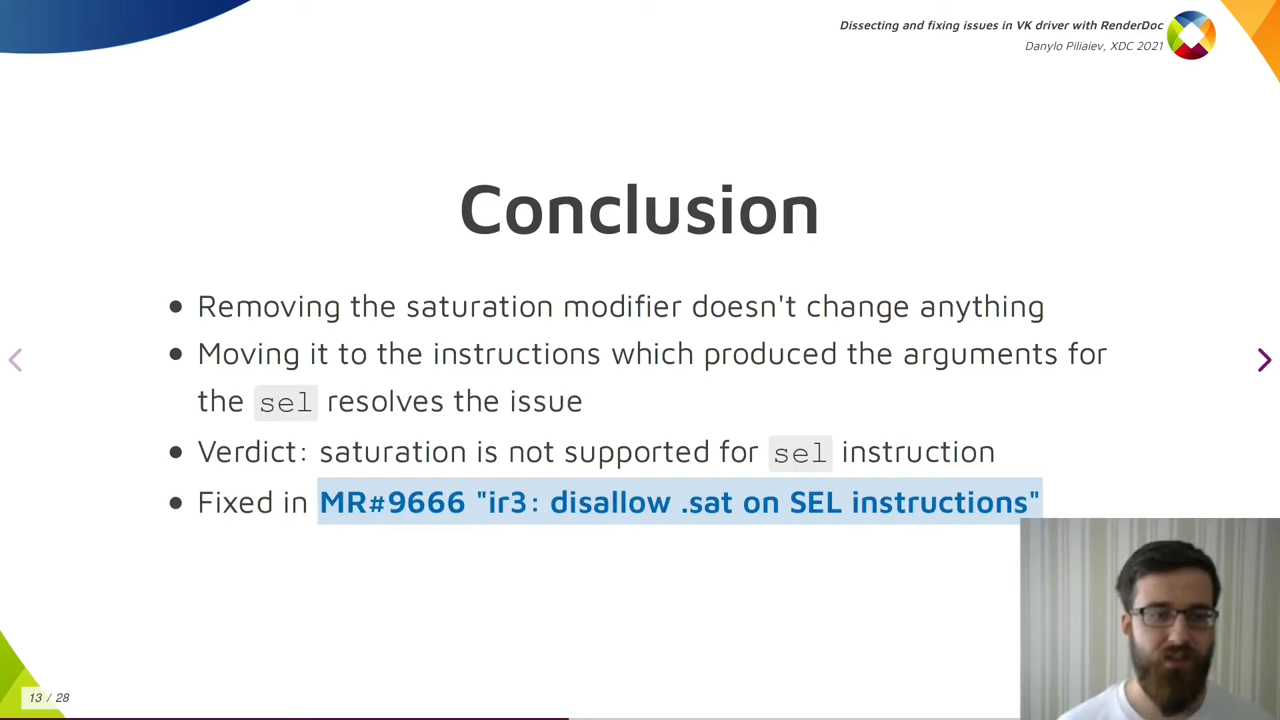 Dissecting and fixing issues in VK driver with RenderDoc
Danylo Piliaiev, XDC 2021
Conclusion
Removing the saturation modifier doesn't change anything
Moving it to the instructions which produced the arguments for
the sel resolves the issue
Verdict: saturation is not supported for sel instruction
Fixed in MR#9666 "ir3: disallow .sat on SEL instructions"
13 / 28